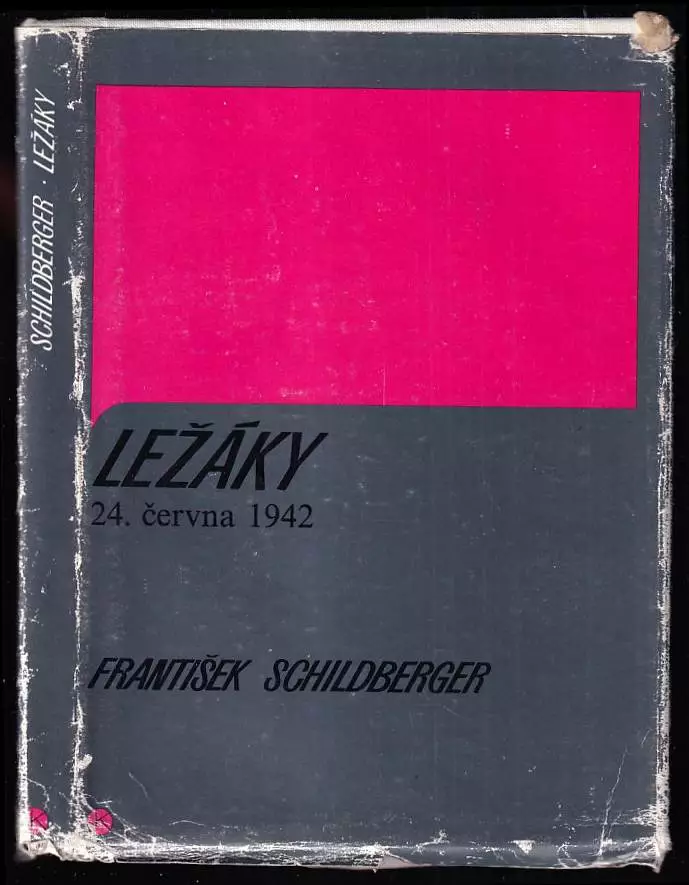 SCHILDBERGER · LEŽÁKY
LEŽÁKY
24. června 1942
FRANTIŠEK SCHILDBERGER
K
K